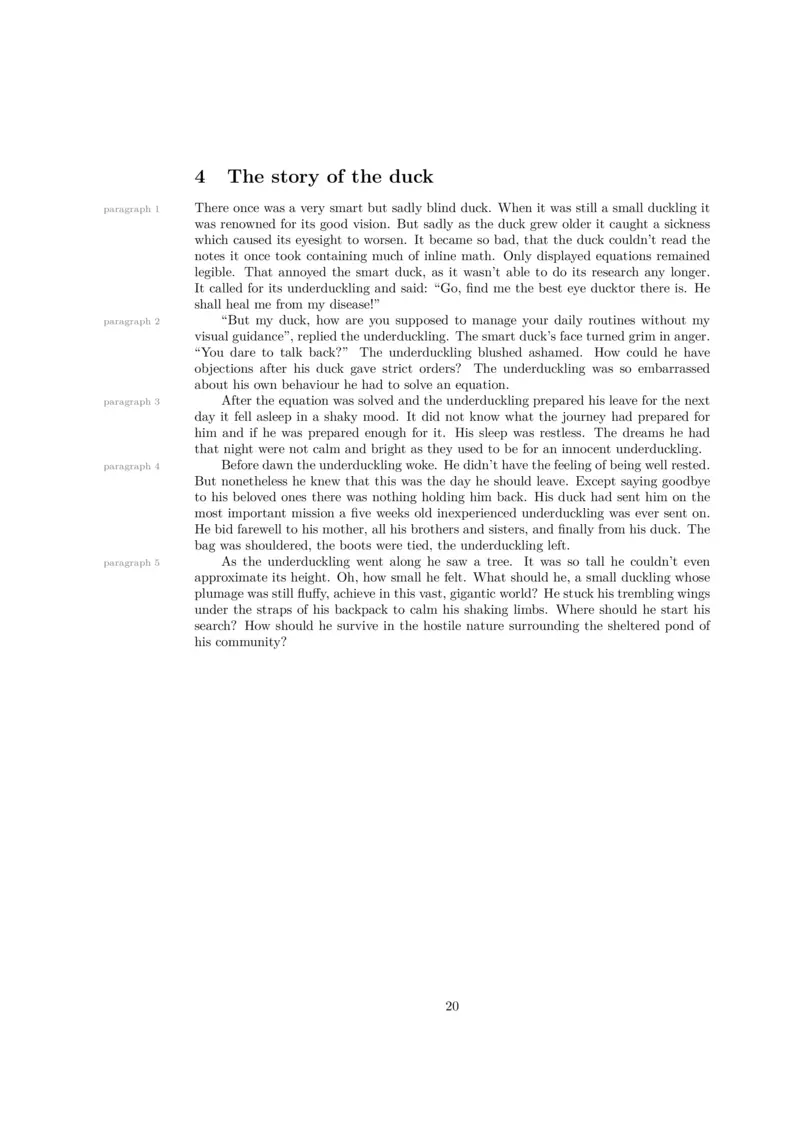 4 The story of the duck
paragraph 1
There once was a very smart but sadly blind duck. When it was still a small duckling it
was renowned for its good vision. But sadly as the duck grew older it caught a sickness
which caused its eyesight to worsen. It became so bad, that the duck couldn’t read the
notes it once took containing much of inline math. Only displayed equations remained
legible. That annoyed the smart duck, as it wasn’t able to do its research any longer.
It called for its underduckling and said: “Go, find me the best eye ducktor there is. He
shall heal me from my disease!”
paragraph 2
“But my duck, how are you supposed to manage your daily routines without my
visual guidance”, replied the underduckling. The smart duck’s face turned grim in anger.
“You dare to talk back?” The underduckling blushed ashamed. How could he have
objections after his duck gave strict orders? The underduckling was so embarrassed
about his own behaviour he had to solve an equation.
paragraph 3
After the equation was solved and the underduckling prepared his leave for the next
day it fell asleep in a shaky mood. It did not know what the journey had prepared for
him and if he was prepared enough for it. His sleep was restless. The dreams he had
that night were not calm and bright as they used to be for an innocent underduckling.
paragraph 4
Before dawn the underduckling woke. He didn’t have the feeling of being well rested.
But nonetheless he knew that this was the day he should leave. Except saying goodbye
to his beloved ones there was nothing holding him back. His duck had sent him on the
most important mission a five weeks old inexperienced underduckling was ever sent on.
He bid farewell to his mother, all his brothers and sisters, and finally from his duck. The
bag was shouldered, the boots were tied, the underduckling left.
paragraph 5
As the underduckling went along he saw a tree. It was so tall he couldn’t even
approximate its height. Oh, how small he felt. What should he, a small duckling whose
plumage was still fluffy, achieve in this vast, gigantic world? He stuck his trembling wings
under the straps of his backpack to calm his shaking limbs. Where should he start his
search? How should he survive in the hostile nature surrounding the sheltered pond of
his community?
20